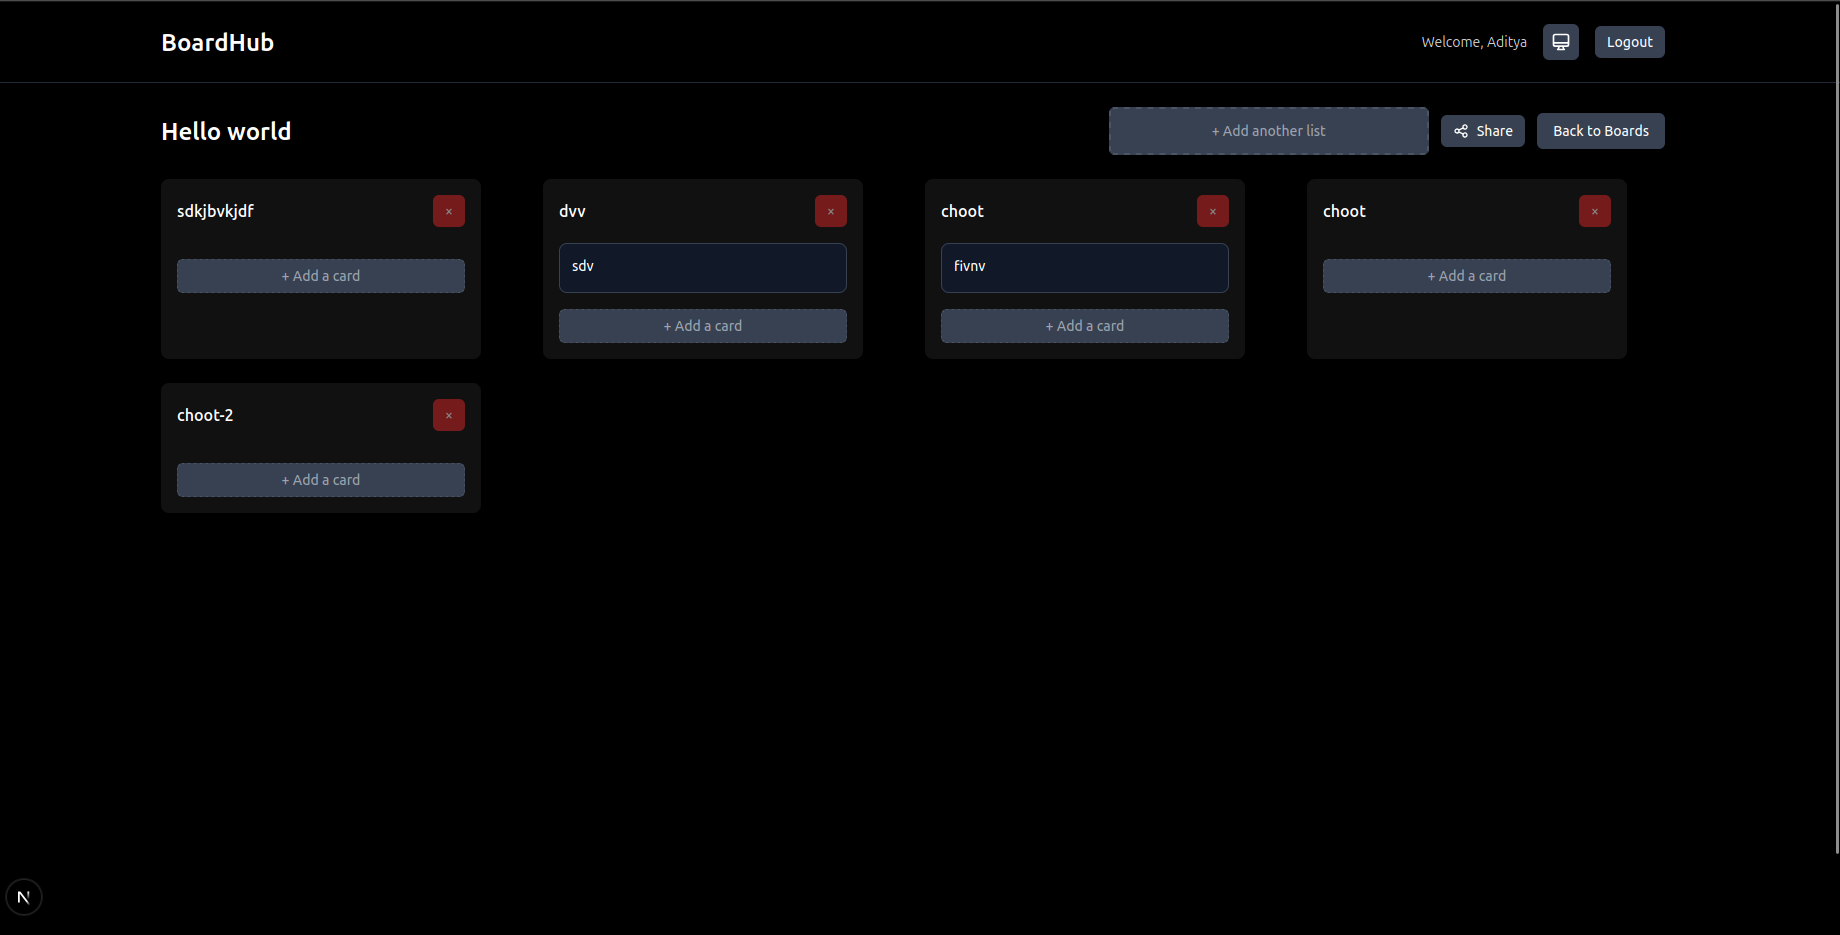 BoardHub
Welcome, Aditya
Logout
Hello world
+ Add another list
Share
Back to Boards
sdkjbvkjdf
×
dvv
×
choot
×
choot
×
+ Add a card
sdv
+ Add a card
fivnv
+ Add a card
+ Add a card
choot-2
×
+ Add a card
N